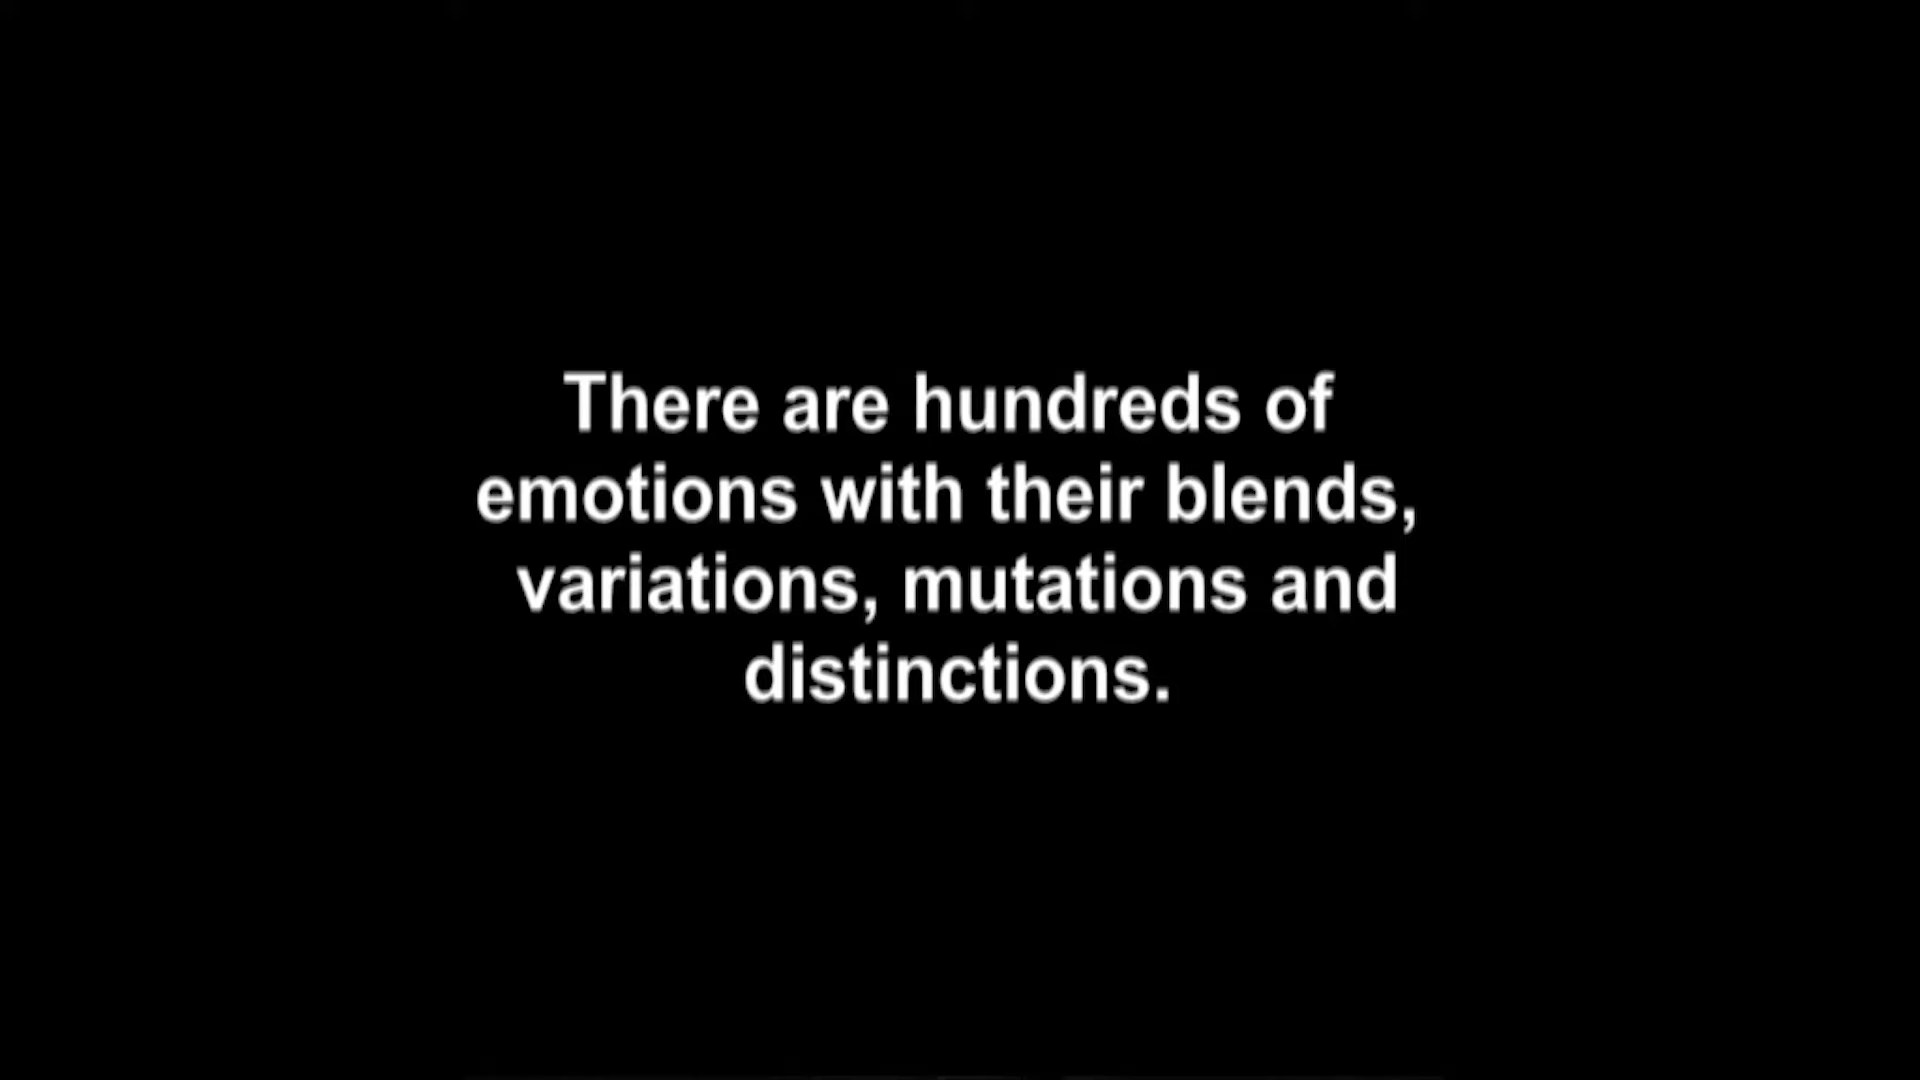 There are hundreds of
emotions with their blends,
variations, mutations and
distinctions.